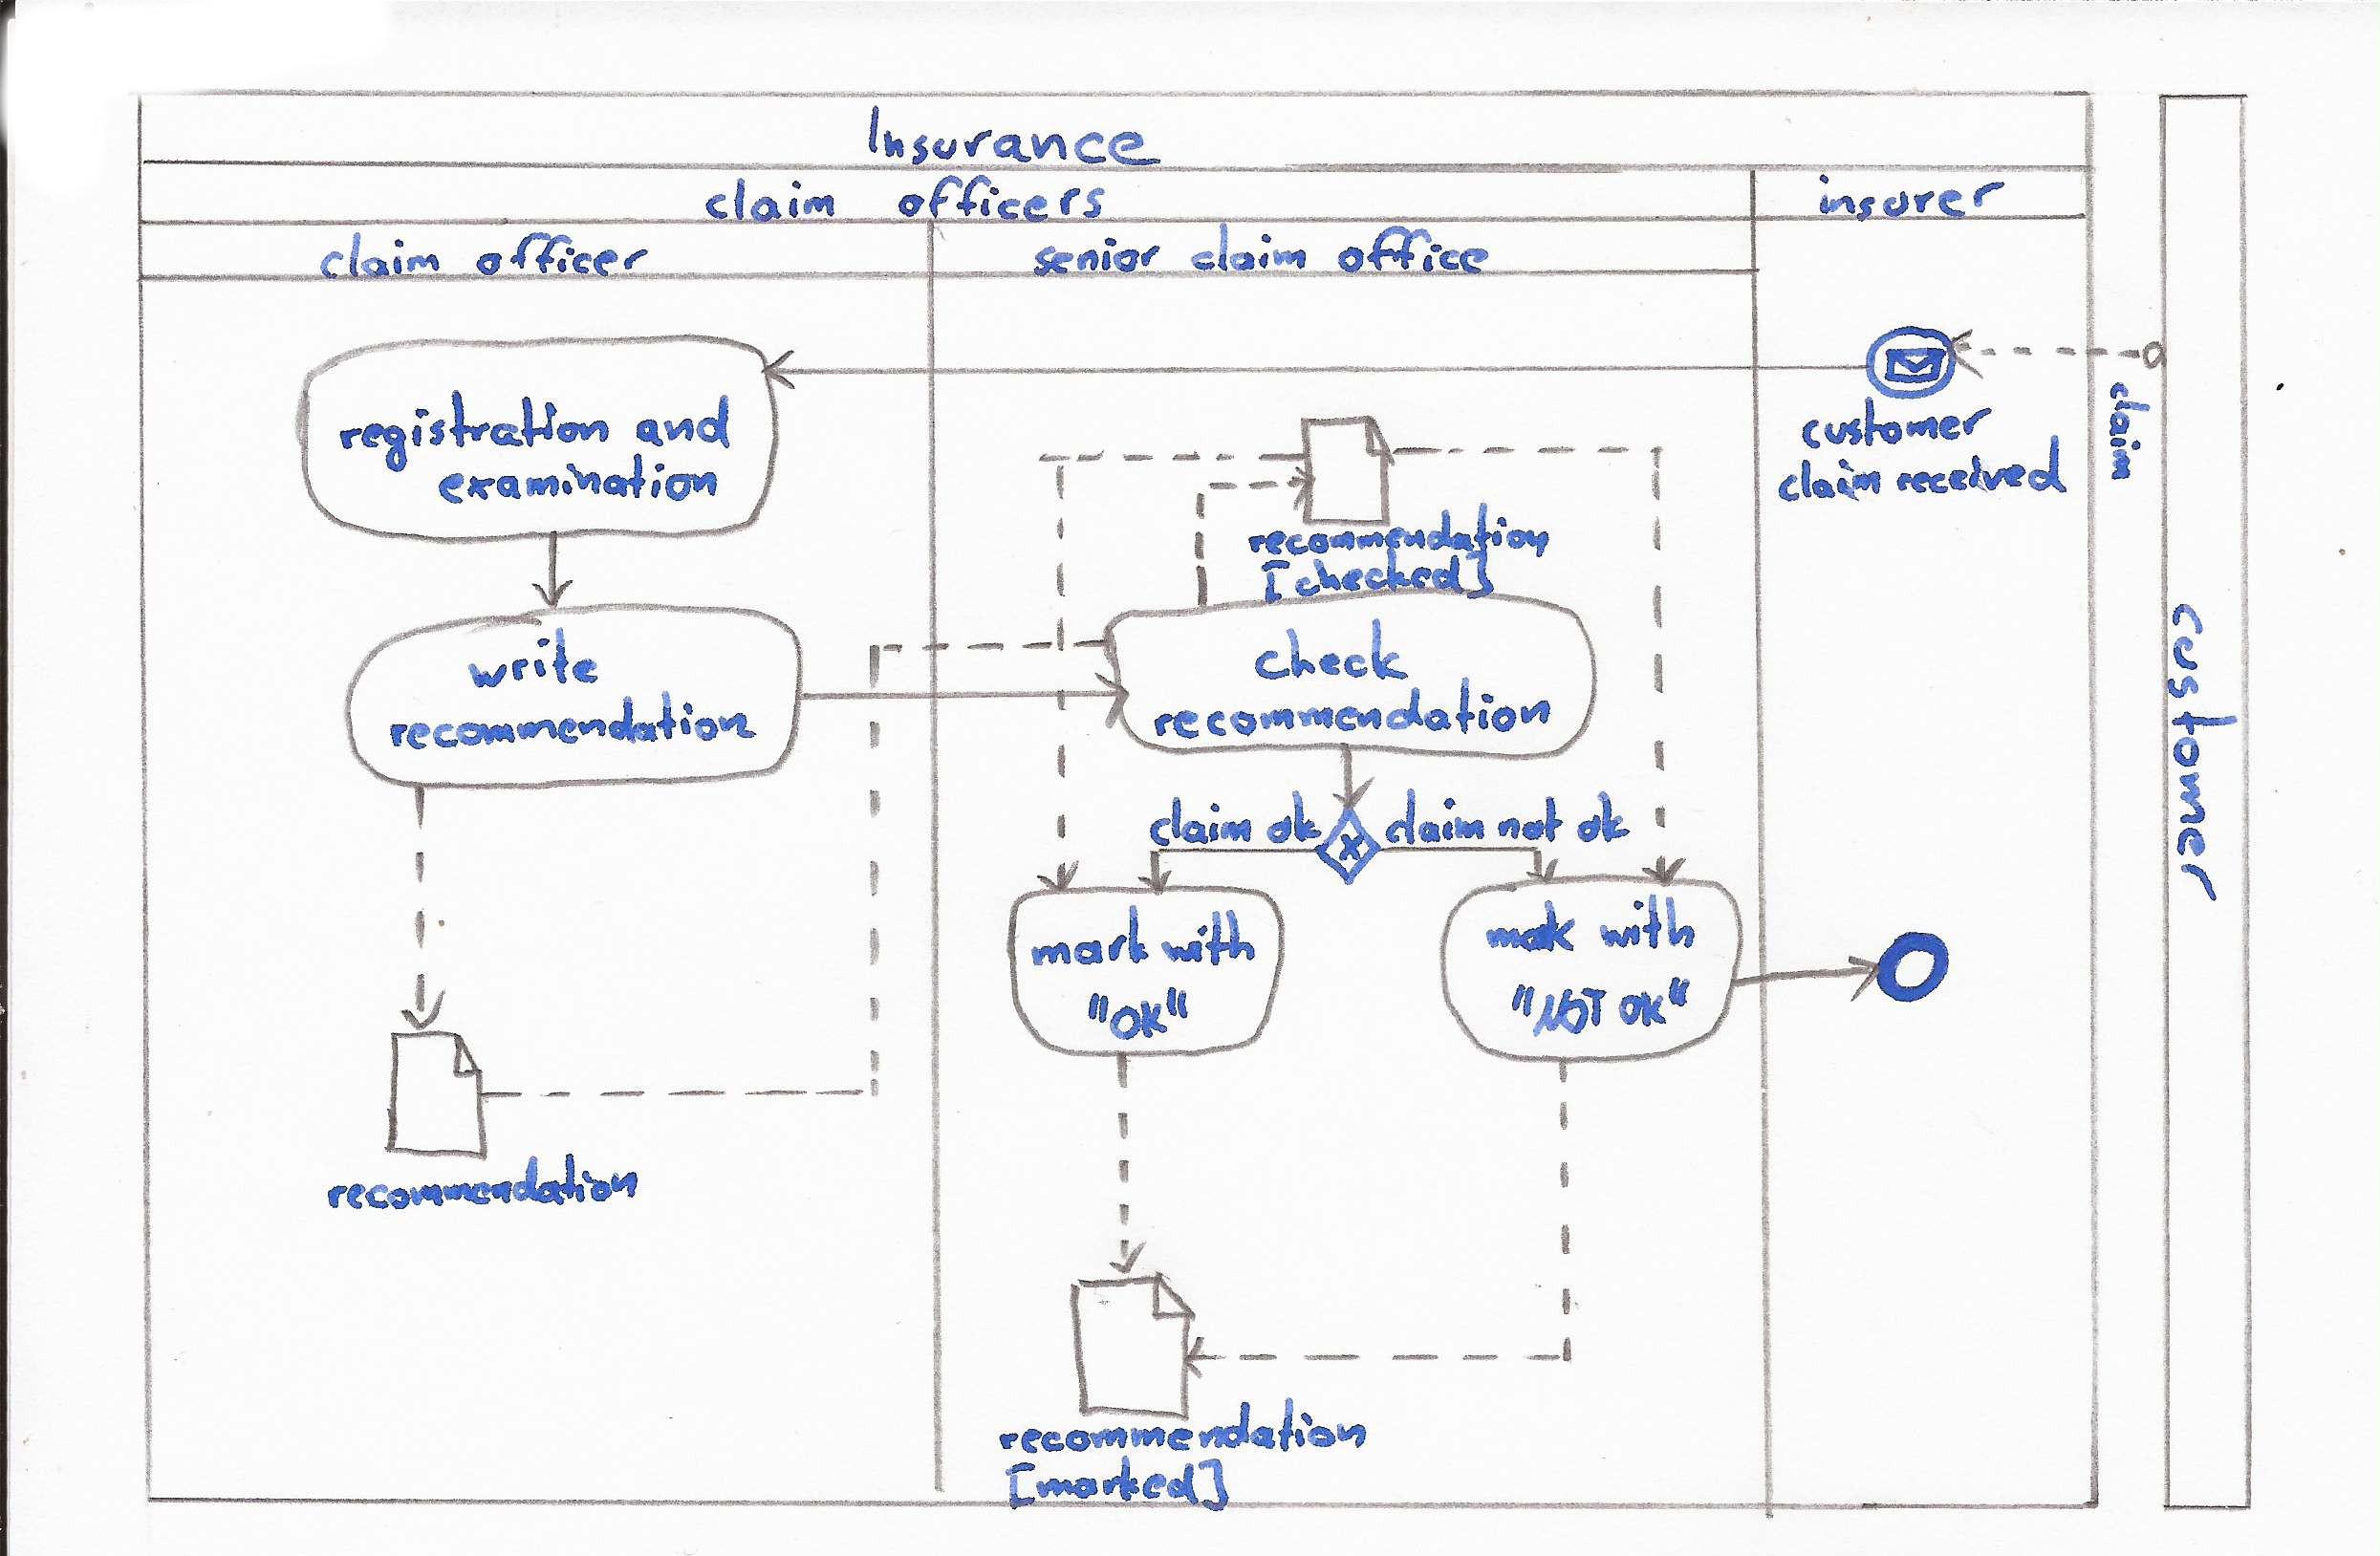 Insurance
claim officers
insurer
claim officer
senior claim office
registration and
examination
customer
claim received
claim
recommendation
[checked]
write
recommendation
check
recommendation
customer
claim ok
claim not ok
mark with
"OK"
mak with
"NOT OK"
recommendation
recommendation
[marked]